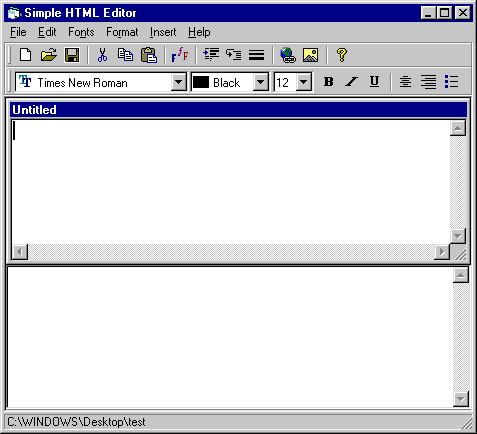 Simple HTML Editor
File Edit Fonts Format Insert Help
Times New Roman Black 12 B I U
Untitled
C:\WINDOWS\Desktop\test